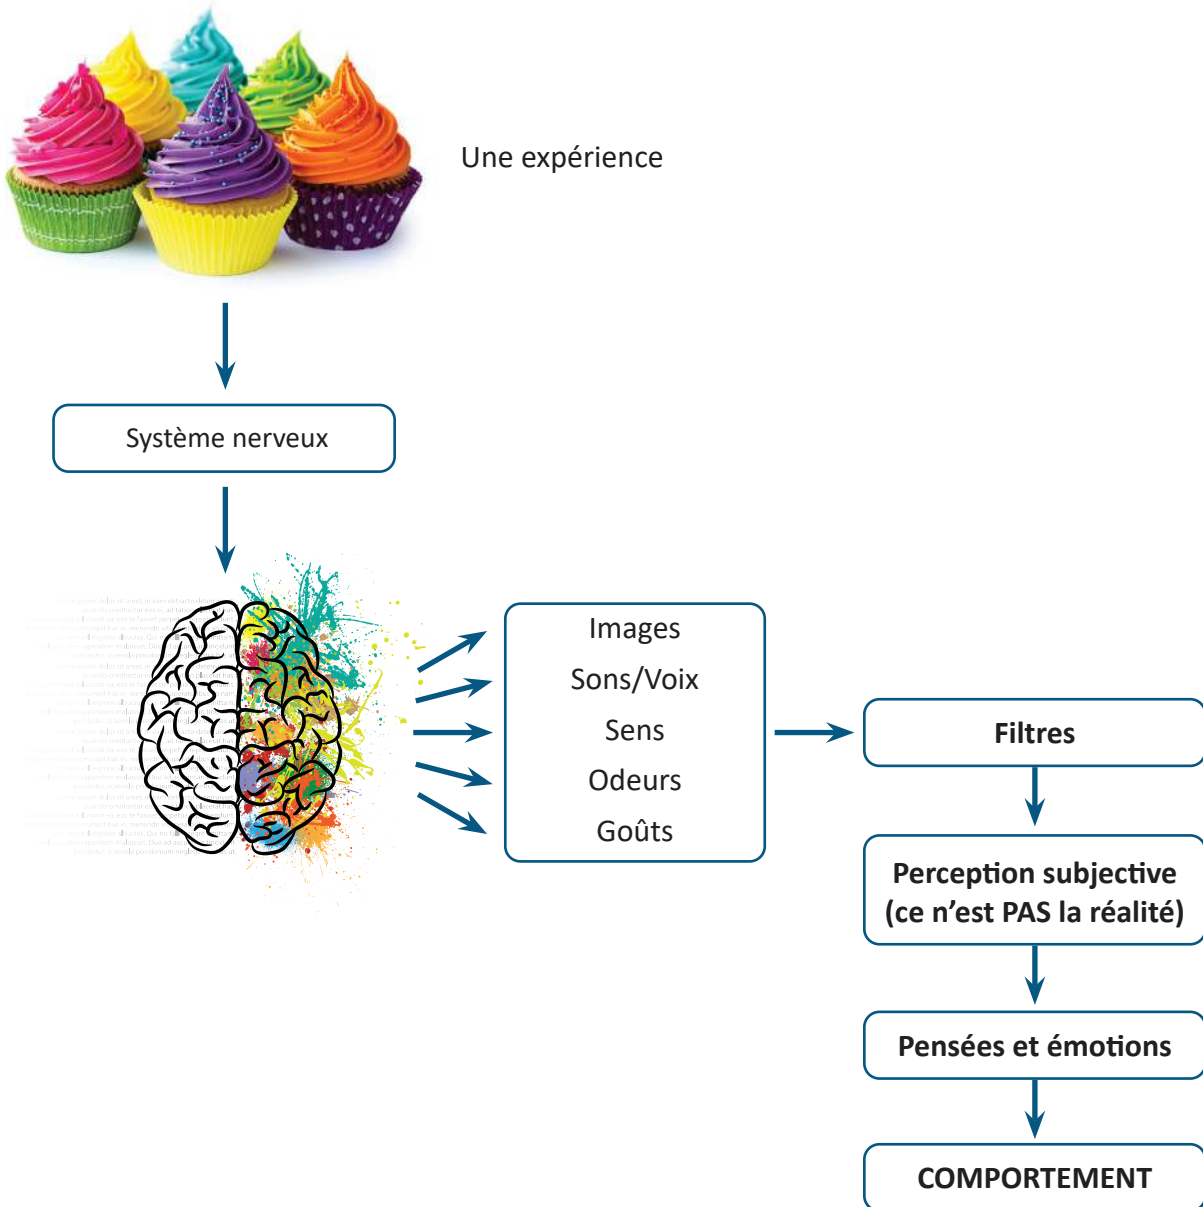 Une expérience
Système nerveux
Images
Sons/Voix
Sens
Odeurs
Goûts
Filtres
Perception subjective
(ce n’est PAS la réalité)
Pensées et émotions
COMPORTEMENT